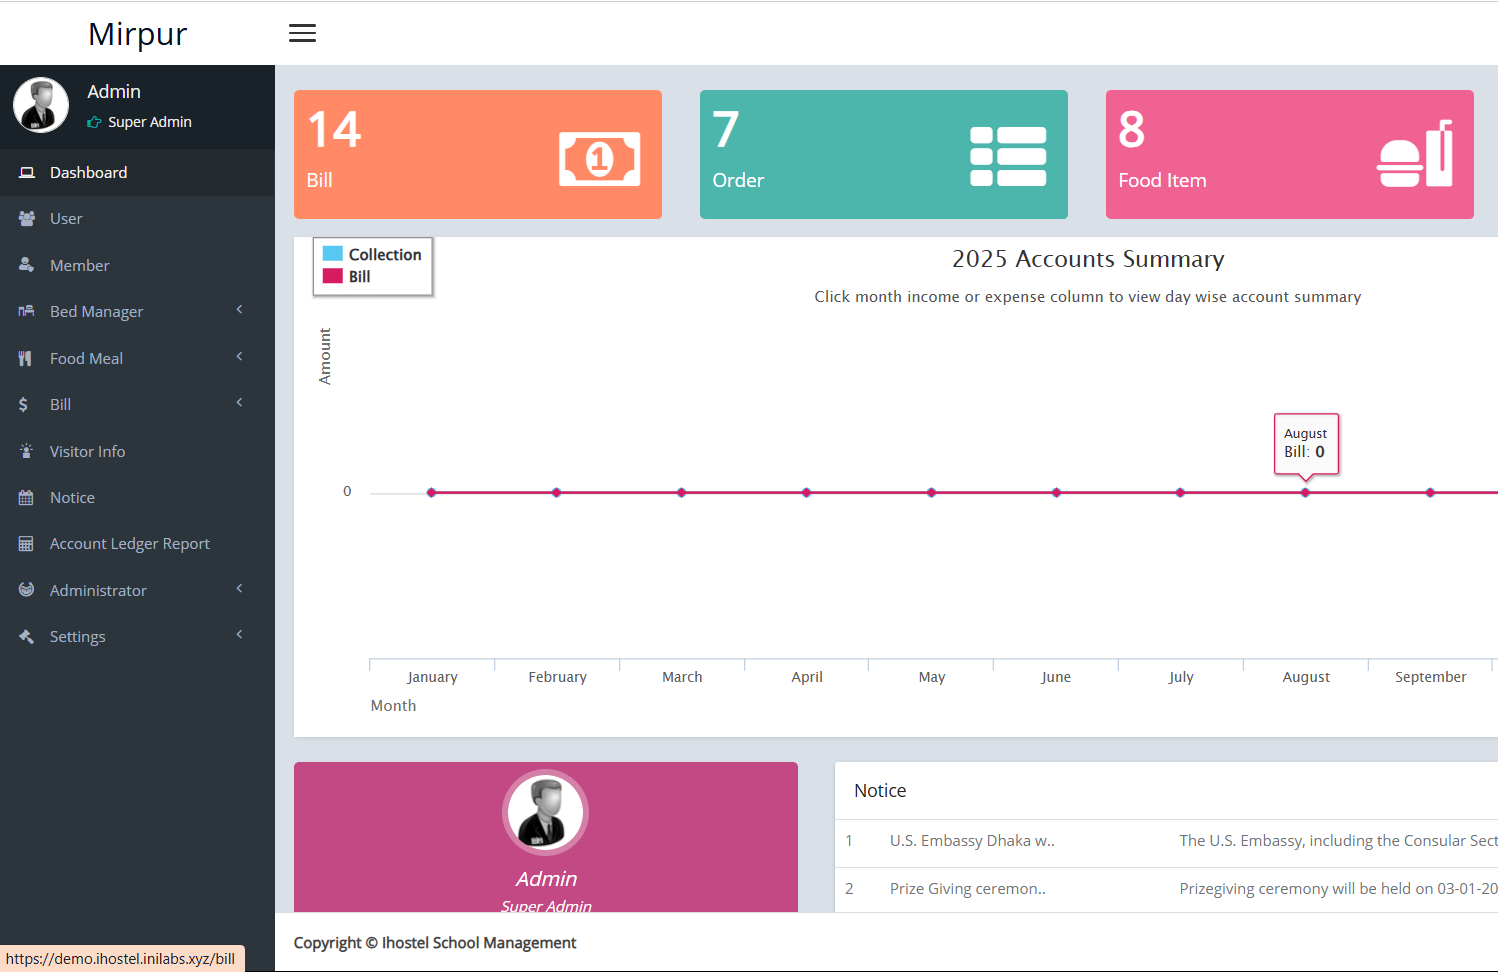 Mirpur
Admin
Super Admin
Dashboard
User
Member
Bed Manager
Food Meal
Bill
Visitor Info
Notice
Account Ledger Report
Administrator
Settings
14
Bill
1
7
Order
8
Food Item
Collection
Bill
2025 Accounts Summary
Click month income or expense column to view day wise account summary
Amount
August
Bill: 0
0
January February March April May June July August September
Month
Admin
Super Admin
Notice
1 U.S. Embassy Dhaka w.. The U.S. Embassy, including the Consular Sect
2 Prize Giving ceremon.. Prizegiving ceremony will be held on 03-01-20
Copyright © Ihostel School Management
https://demo.ihostel.inilabs.xyz/bill